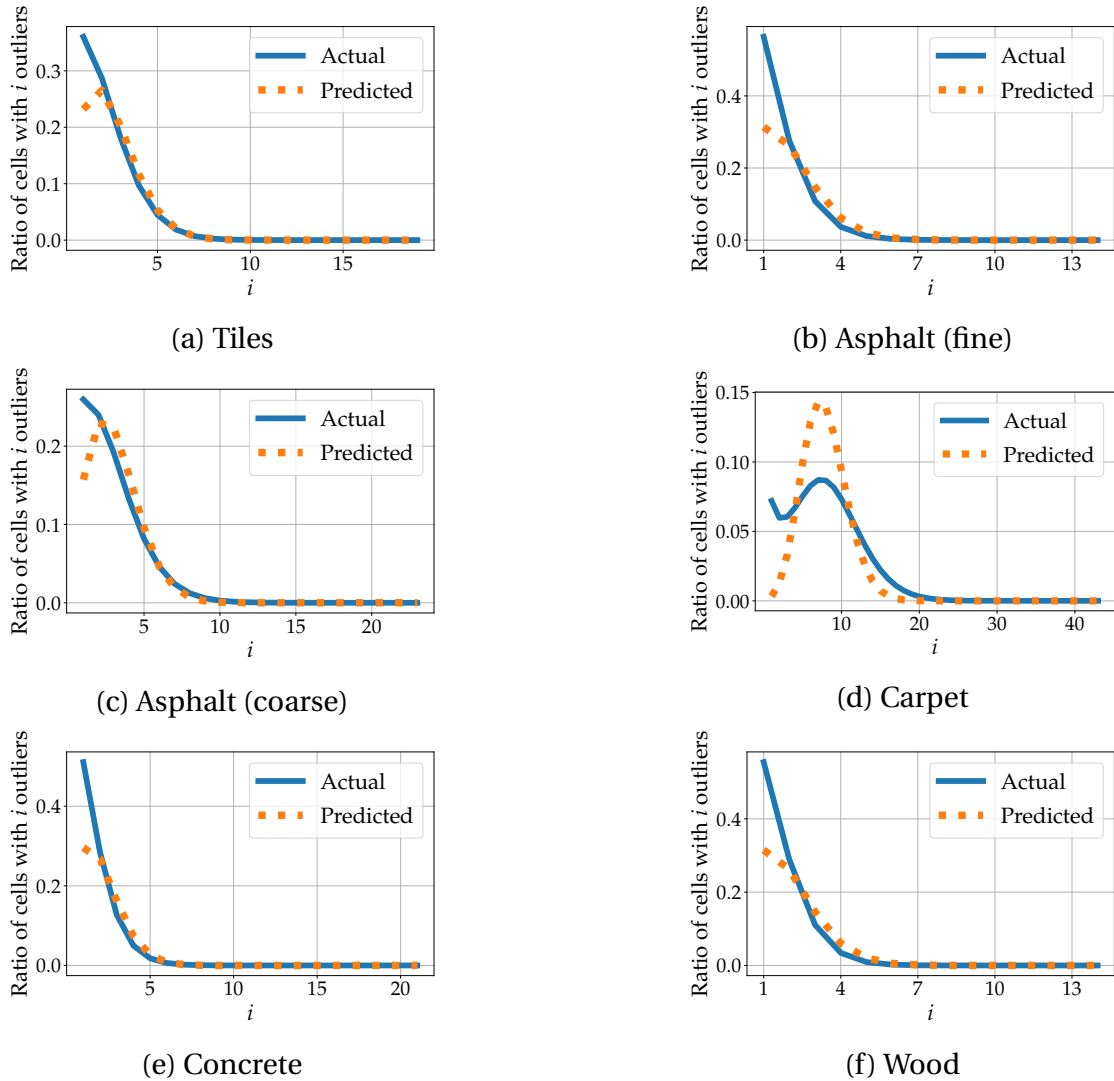 Ratio of cells with i outliers
0.3
0.2
0.1
0.0
5
10
15
i
Actual
Predicted
(a) Tiles
Ratio of cells with i outliers
0.4
0.2
0.0
1
4
7
10
13
i
Actual
Predicted
(b) Asphalt (fine)
Ratio of cells with i outliers
0.2
0.1
0.0
5
10
15
20
i
Actual
Predicted
(c) Asphalt (coarse)
Ratio of cells with i outliers
0.15
0.10
0.05
0.00
10
20
30
40
i
Actual
Predicted
(d) Carpet
Ratio of cells with i outliers
0.4
0.2
0.0
5
10
15
20
i
Actual
Predicted
(e) Concrete
Ratio of cells with i outliers
0.4
0.2
0.0
1
4
7
10
13
i
Actual
Predicted
(f) Wood